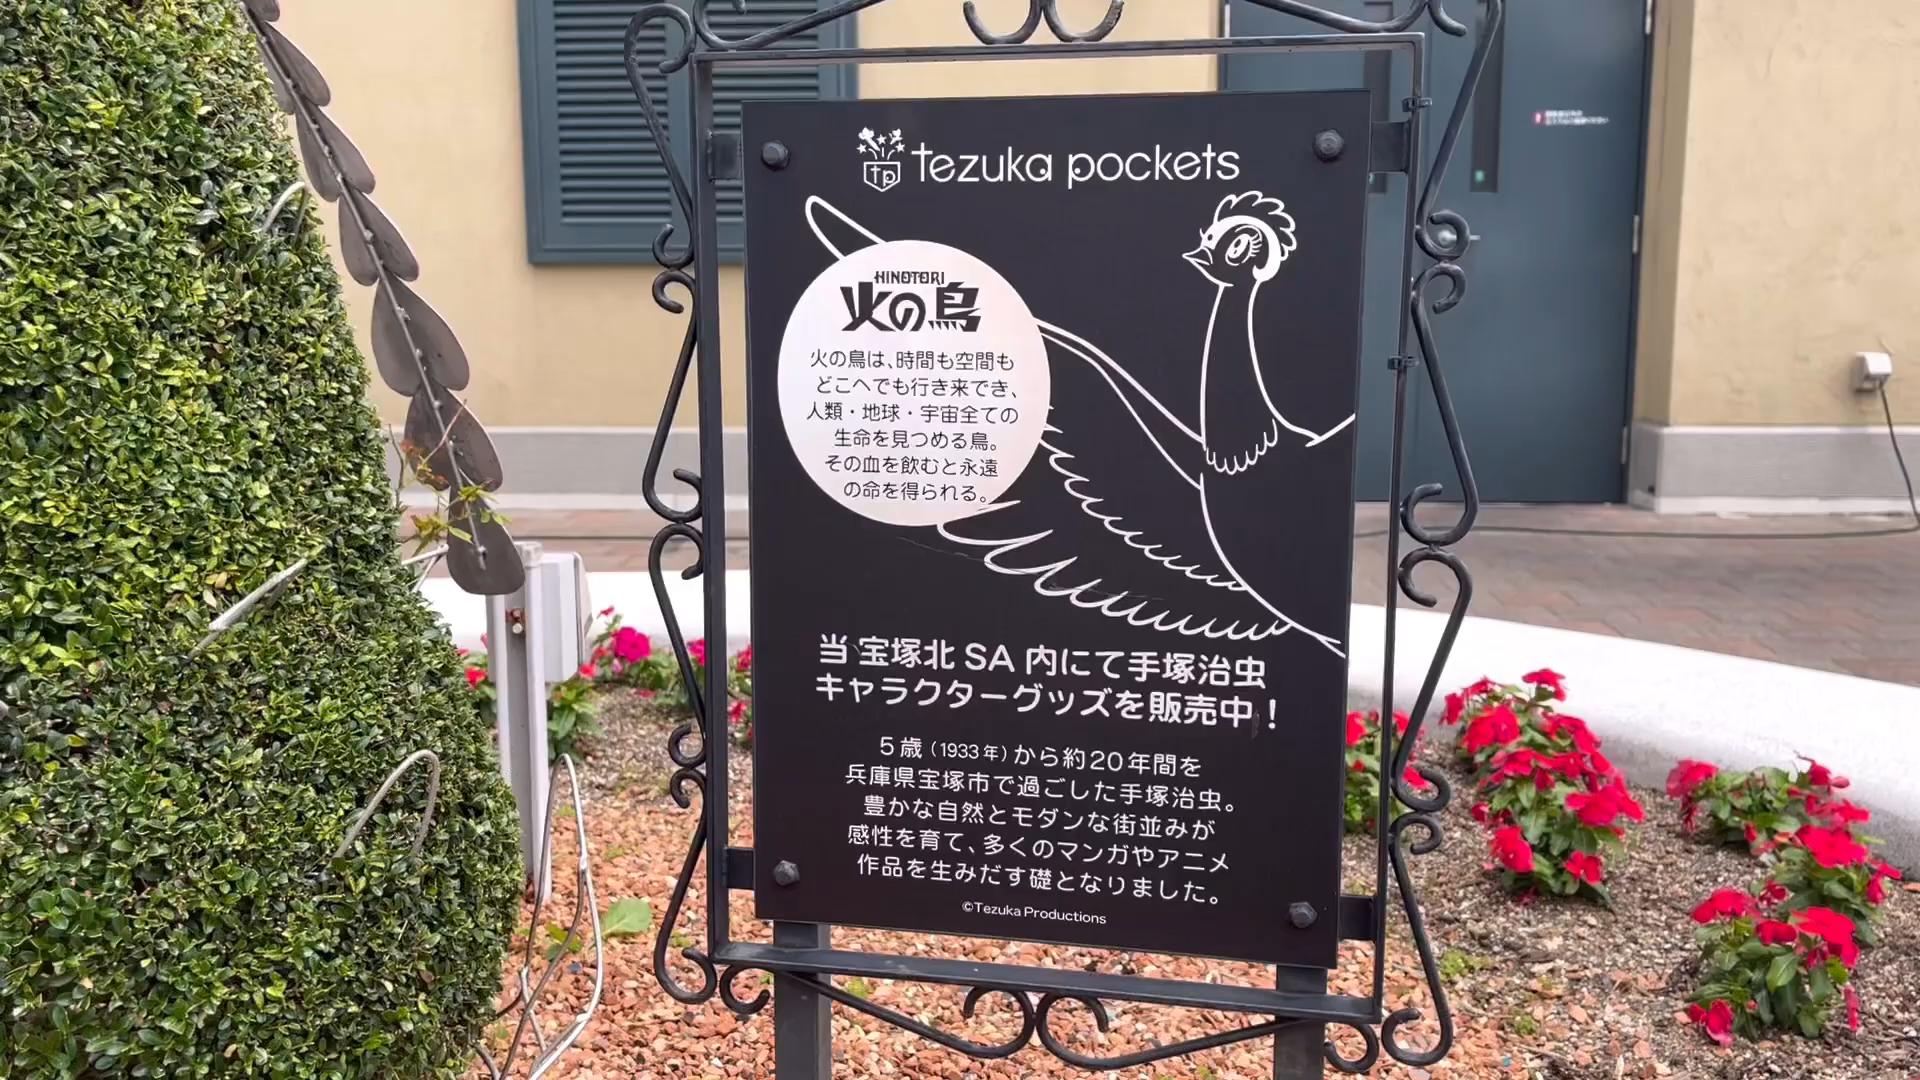 tp tezuka pockets
HINOTORI
火の鳥
火の鳥は、時間も空間も
どこへでも行き来でき、
人類・地球・宇宙全ての
生命を見つめる鳥。
その血を飲むと永遠
の命を得られる。
当 宝塚北 SA 内にて手塚治虫
キャラクターグッズを販売中！
5歳（1933年）から約20年間を
兵庫県宝塚市で過ごした手塚治虫。
豊かな自然とモダンな街並みが
感性を育て、多くのマンガやアニメ
作品を生みだす礎となりました。
©Tezuka Productions